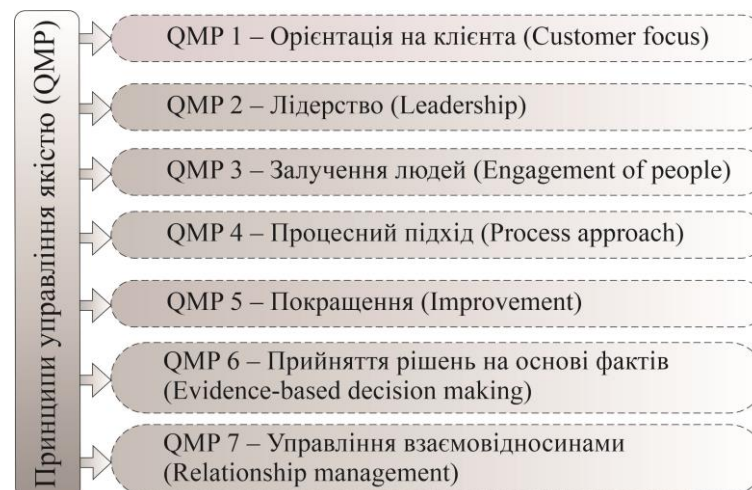 Принципи управління якістю (QMP)
QMP 1 – Орієнтація на клієнта (Customer focus)
QMP 2 – Лідерство (Leadership)
QMP 3 – Залучення людей (Engagement of people)
QMP 4 – Процесний підхід (Process approach)
QMP 5 – Покращення (Improvement)
QMP 6 – Прийняття рішень на основі фактів
(Evidence-based decision making)
QMP 7 – Управління взаємовідносинами
(Relationship management)